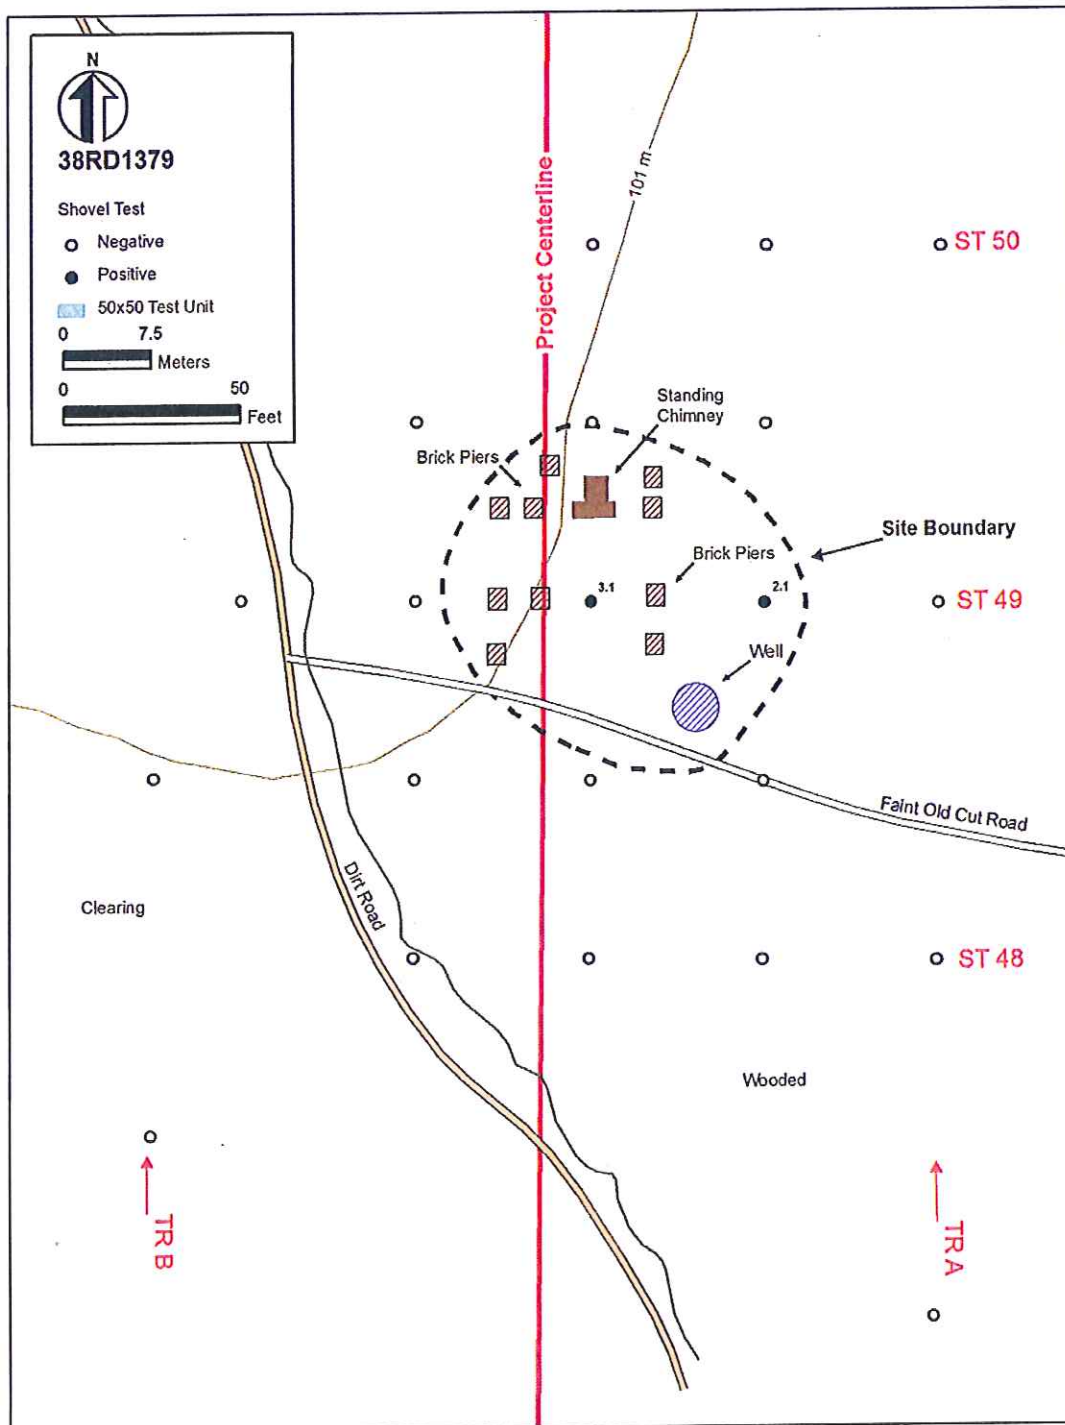 N
38RD1379
Shovel Test
Negative
Positive
50x50 Test Unit
0 7.5
Meters
0 50
Feet
Project Centerline
101 m
ST 50
Standing
Chimney
Brick Piers
Site Boundary
Brick Piers
3.1
2.1
ST 49
Well
Faint Old Cut Road
Dirt Road
Clearing
ST 48
Wooded
TR B
TR A